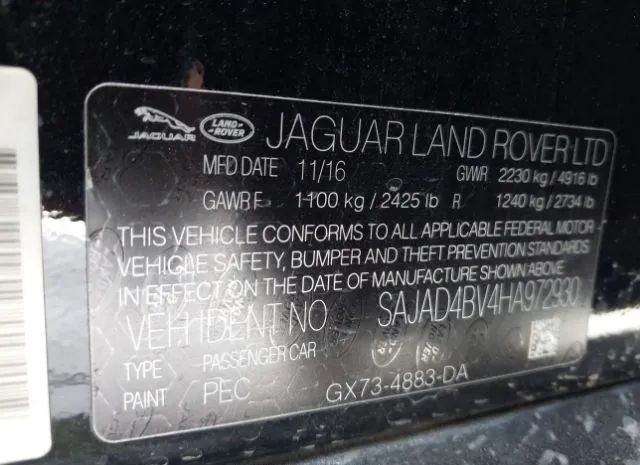 JAGUAR LAND ROVER JAGUAR LAND ROVER LTD
MFD DATE 11/16 GVWR 2230 kg / 4916 lb
GAWR F 1100 kg / 2425 lb R 1240 kg / 2734 lb
THIS VEHICLE CONFORMS TO ALL APPLICABLE FEDERAL MOTOR
VEHICLE SAFETY, BUMPER AND THEFT PREVENTION STANDARDS
IN EFFECT ON THE DATE OF MANUFACTURE SHOWN ABOVE
VEH IDENT NO SAJAD4BV4HA972930
TYPE PASSENGER CAR
PAINT PEC GX73-4883-DA